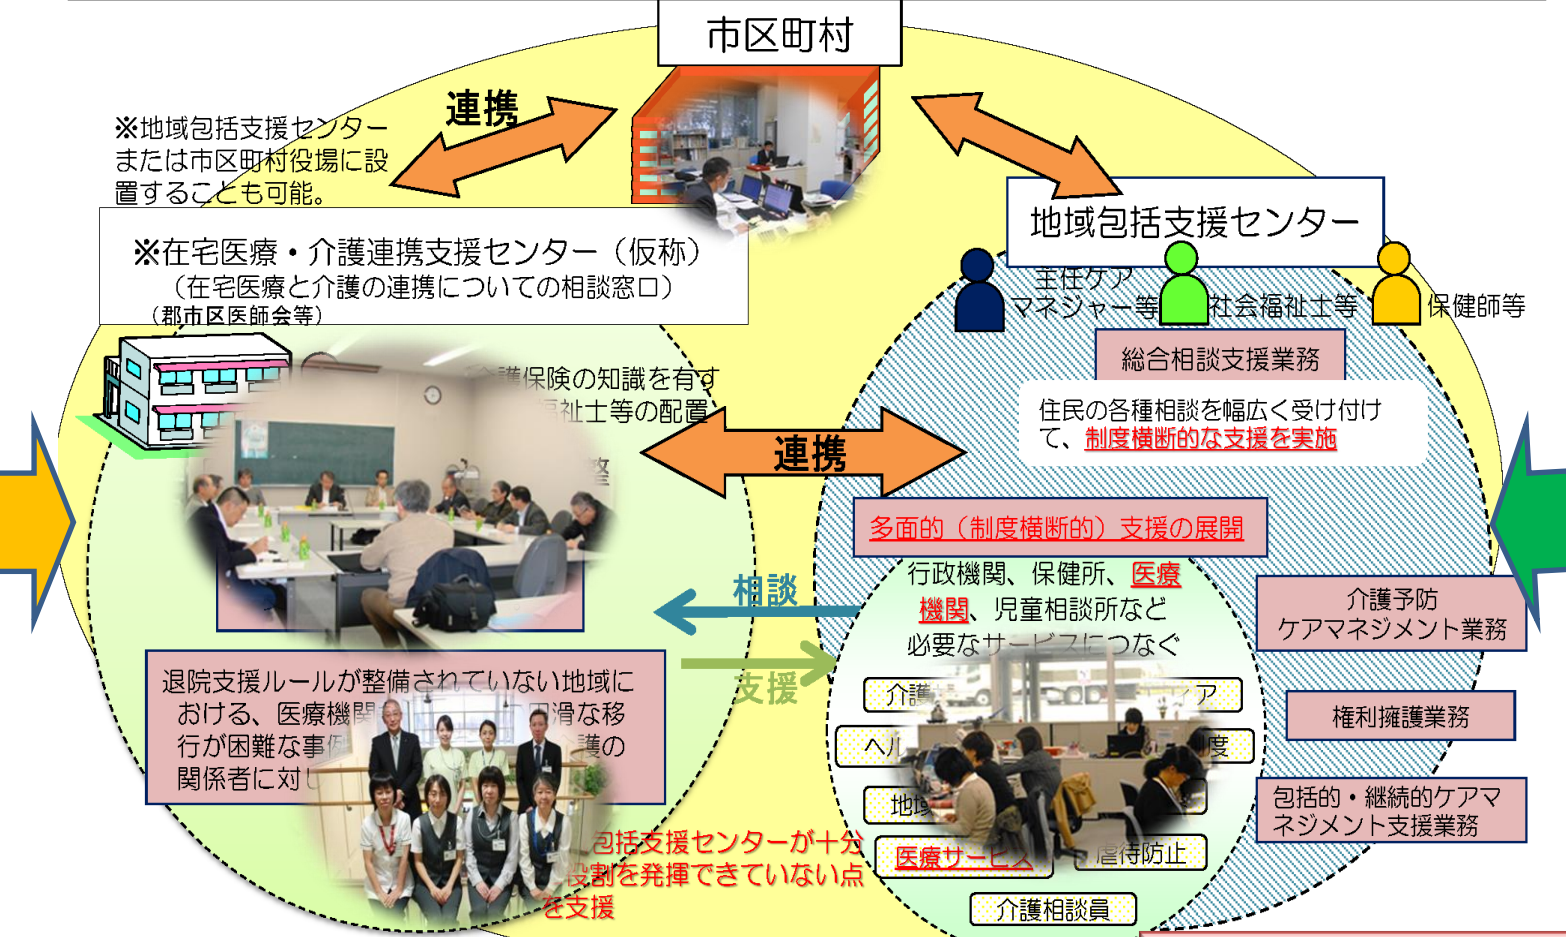 市区町村
連携
※地域包括支援センター
または市区町村役場に設
置することも可能。
※在宅医療・介護連携支援センター（仮称）
（在宅医療と介護の連携についての相談窓口）
（郡市区医師会等）
護保険の知識を有す
祉士等の配置
連携
相談
支援
退院支援ルールが整備されていない地域に
おける、医療機関 滑な移
行が困難な事例 護の
関係者に対し
包括支援センターが十分
役割を発揮できていない点
を支援
地域包括支援センター
主任ケア
マネジャー等
社会福祉士等
保健師等
総合相談支援業務
住民の各種相談を幅広く受け付け
て、制度横断的な支援を実施
多面的（制度横断的）支援の展開
行政機関、保健所、医療
機関、児童相談所など
必要なサービスにつなぐ
介護 ア
ヘル 度
地域
医療サービス
虐待防止
介護相談員
介護予防
ケアマネジメント業務
権利擁護業務
包括的・継続的ケアマ
ネジメント支援業務